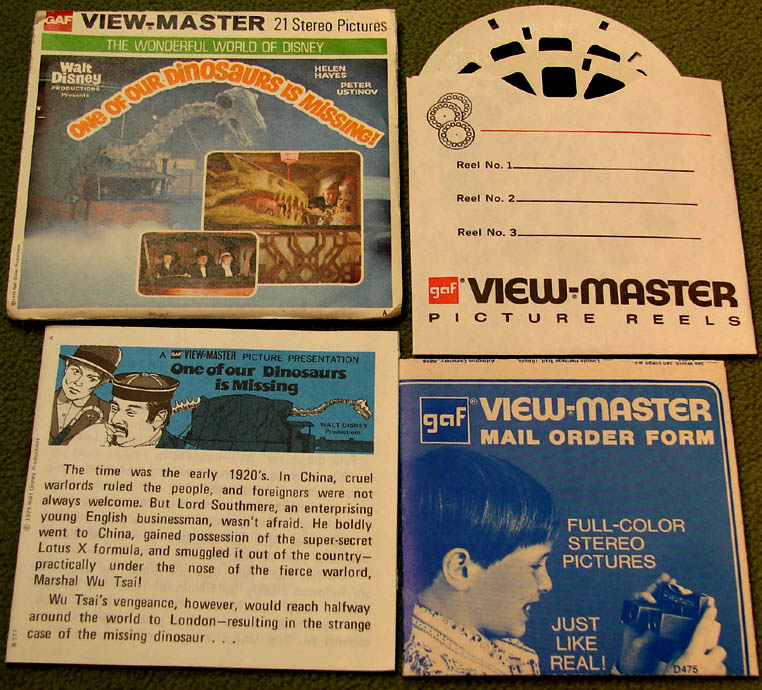 GAF VIEW-MASTER 21 Stereo Pictures
THE WONDERFUL WORLD OF DISNEY
Walt
Disney
PRODUCTIONS
Presents
HELEN
HAYES
PETER
USTINOV
ONE OF OUR DINOSAURS IS MISSING!
A
Reel No. 1
Reel No. 2
Reel No. 3
gaf® VIEW-MASTER
PICTURE REELS
A
A GAF VIEW-MASTER PICTURE PRESENTATION
One of our Dinosaurs
is Missing
WALT DISNEY
Productions
© 1975 Walt Disney Productions
The time was the early 1920's. In China, cruel
warlords ruled the people, and foreigners were not
always welcome. But Lord Southmere, an enterprising
young English businessman, wasn't afraid. He boldly
went to China, gained possession of the super-secret
Lotus X formula, and smuggled it out of the country—
practically under the nose of the fierce warlord,
Marshal Wu Tsai!
Wu Tsai's vengeance, however, would reach halfway
around the world to London—resulting in the strange
case of the missing dinosaur . . .
B 377
gaf® VIEW-MASTER
MAIL ORDER FORM
FULL-COLOR
STEREO
PICTURES
JUST
LIKE
REAL!
D475